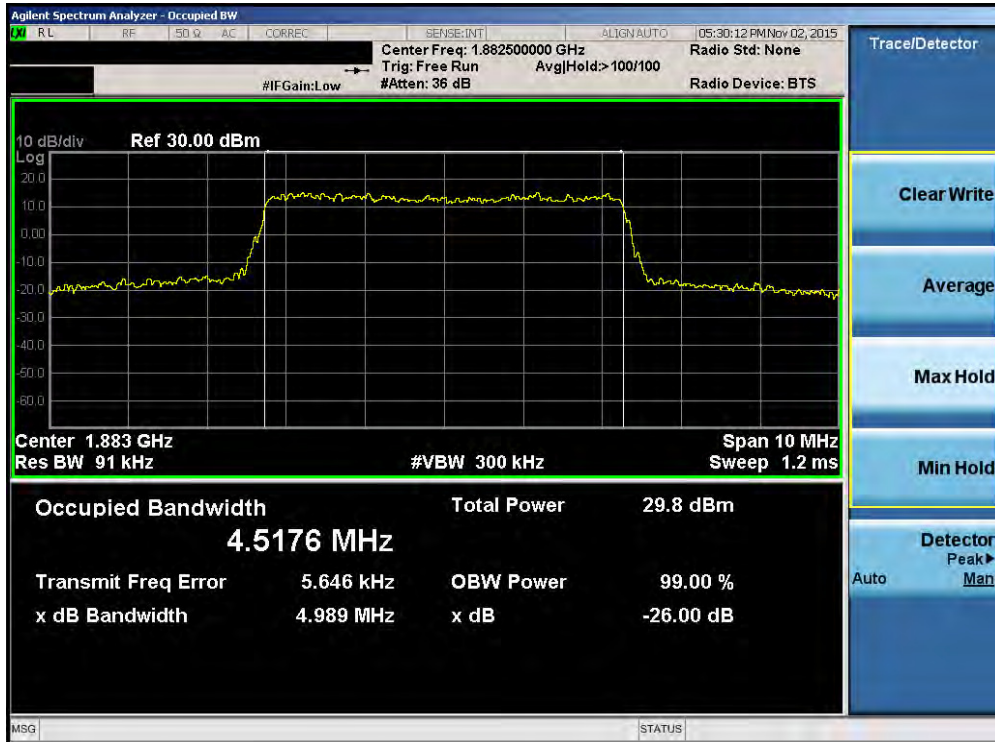 Agilent Spectrum Analyzer - Occupied BW
LXI RL RF 50 Ω AC CORREC SENSE:INT ALIGN AUTO 05:30:12 PM Nov 02, 2015
Center Freq: 1.882500000 GHz Radio Std: None
Trig: Free Run Avg|Hold:> 100/100
#IFGain:Low #Atten: 36 dB Radio Device: BTS
10 dB/div Ref 30.00 dBm
Log
20.0
10.0
0.00
-10.0
-20.0
-30.0
-40.0
-50.0
-60.0
Center 1.883 GHz Span 10 MHz
Res BW 91 kHz #VBW 300 kHz Sweep 1.2 ms
Occupied Bandwidth Total Power 29.8 dBm
4.5176 MHz
Transmit Freq Error 5.646 kHz OBW Power 99.00 %
x dB Bandwidth 4.989 MHz x dB -26.00 dB
MSG STATUS
Trace/Detector
Clear Write
Average
Max Hold
Min Hold
Detector
Peak▶
Auto Man